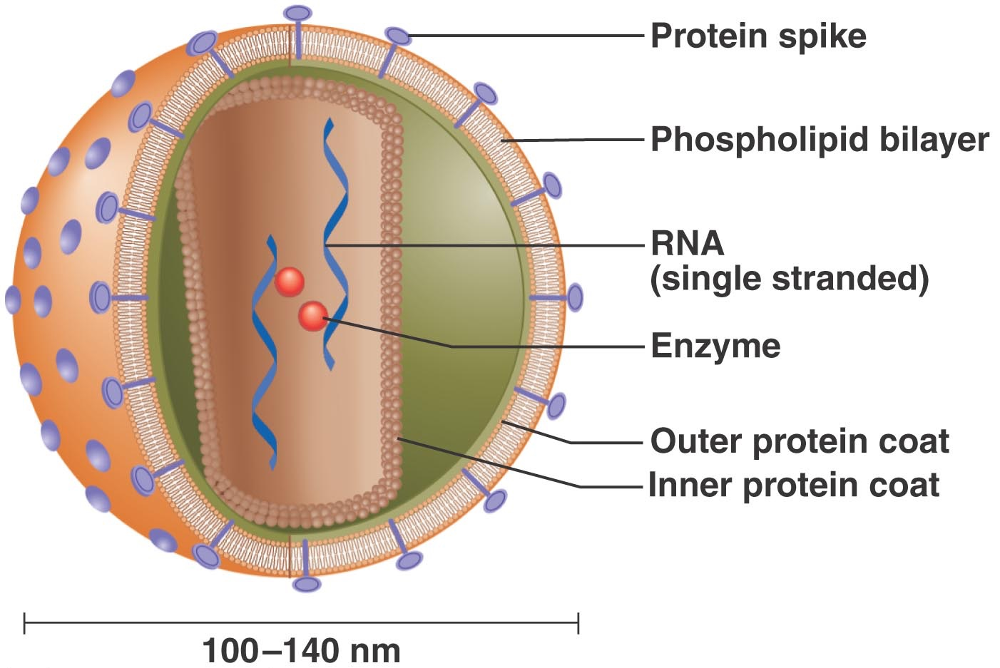 Protein spike
Phospholipid bilayer
RNA
(single stranded)
Enzyme
Outer protein coat
Inner protein coat
100–140 nm